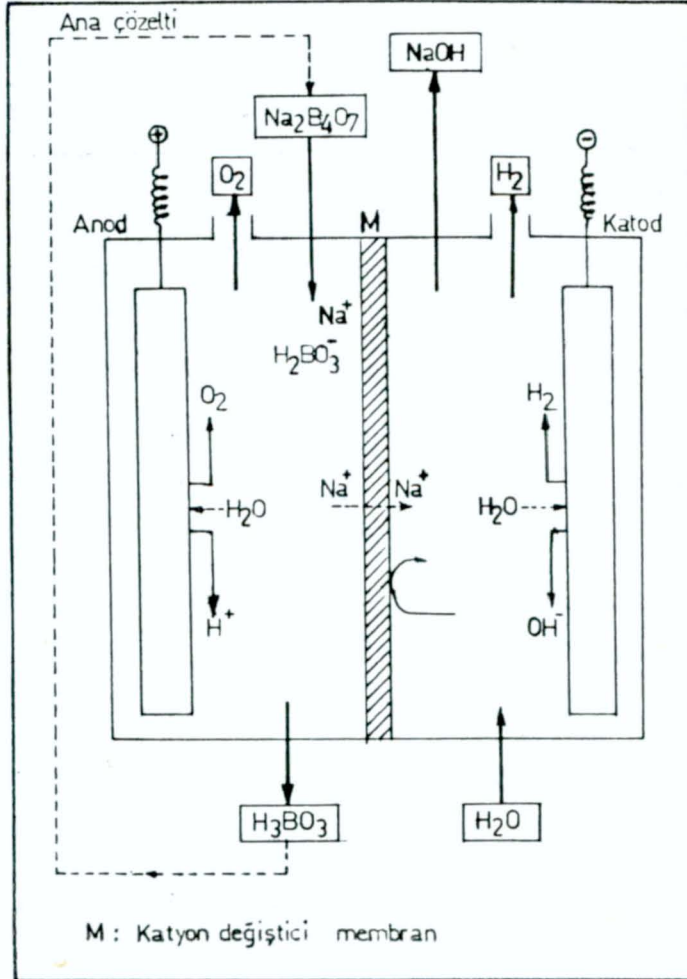 Ana çözelti
NaOH
Na₂B₄O₇
⊕
⊖
O₂
H₂
Anod
M
Katod
Na⁺
H₂BO₃⁻
O₂
H₂
Na⁺ Na⁺
H₂O
H₂O
H⁺
OH⁻
H₃BO₃
H₂O
M : Katyon değiştici membran